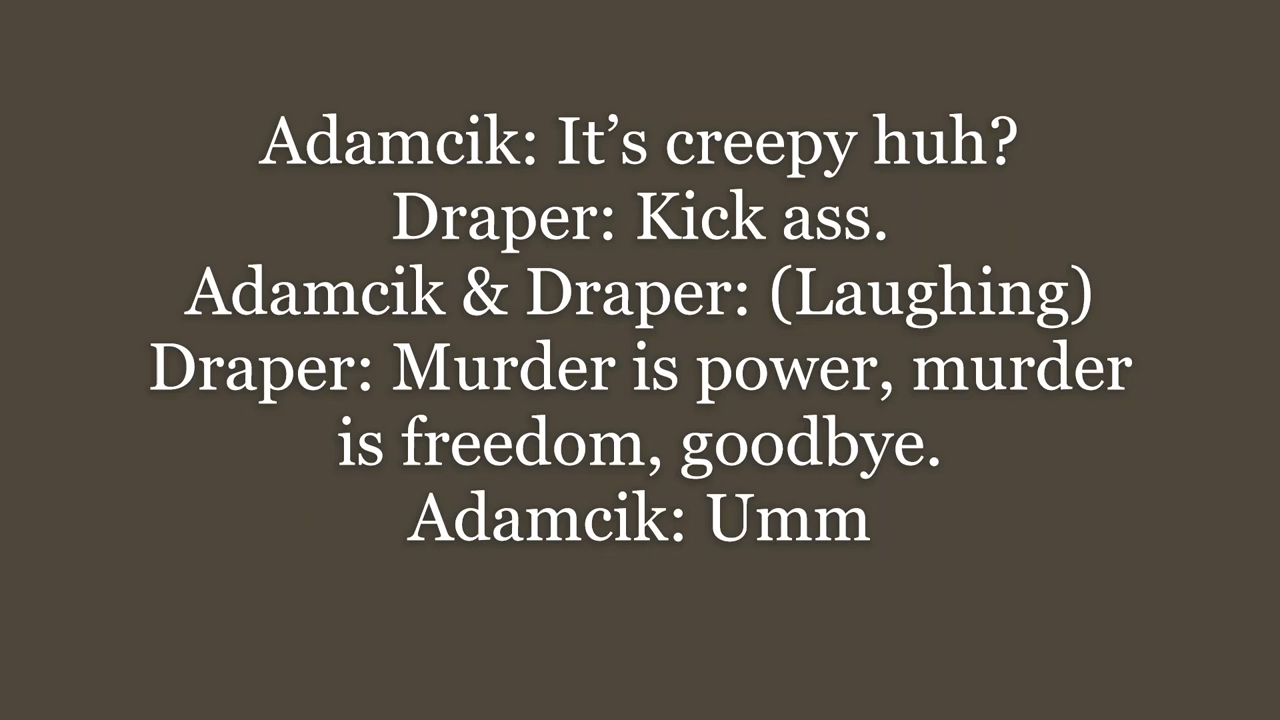 Adamcik: It’s creepy huh?
Draper: Kick ass.
Adamcik & Draper: (Laughing)
Draper: Murder is power, murder
is freedom, goodbye.
Adamcik: Umm